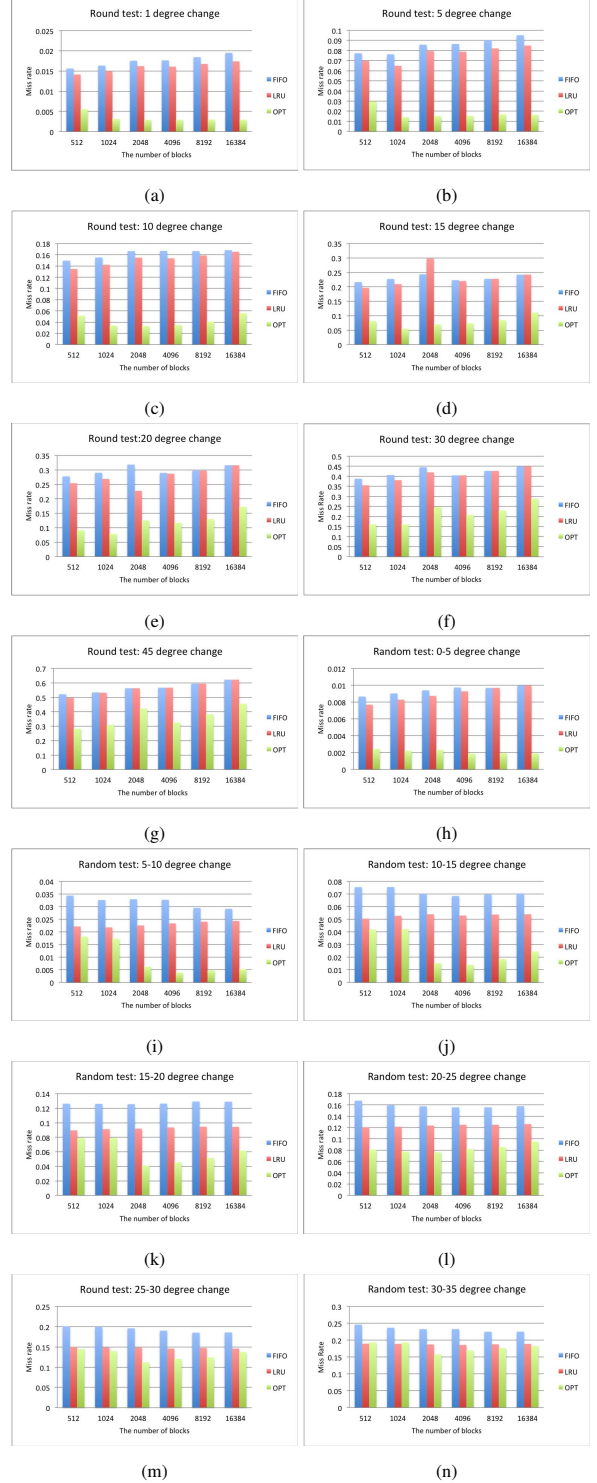 Round test: 1 degree change
0.025
0.02
0.015
0.01
0.005
0
Miss rate
512 1024 2048 4096 8192 16384
The number of blocks
FIFO
LRU
OPT
(a)
Round test: 5 degree change
0.1
0.09
0.08
0.07
0.06
0.05
0.04
0.03
0.02
0.01
0
Miss rate
512 1024 2048 4096 8192 16384
The number of blocks
FIFO
LRU
OPT
(b)
Round test: 10 degree change
0.18
0.16
0.14
0.12
0.1
0.08
0.06
0.04
0.02
0
Miss rate
512 1024 2048 4096 8192 16384
The number of blocks
FIFO
LRU
OPT
(c)
Round test: 15 degree change
0.35
0.3
0.25
0.2
0.15
0.1
0.05
0
Miss rate
512 1024 2048 4096 8192 16384
The number of blocks
FIFO
LRU
OPT
(d)
Round test:20 degree change
0.35
0.3
0.25
0.2
0.15
0.1
0.05
0
Miss rate
512 1024 2048 4096 8192 16384
The number of blocks
FIFO
LRU
OPT
(e)
Round test: 30 degree change
0.5
0.45
0.4
0.35
0.3
0.25
0.2
0.15
0.1
0.05
0
Miss Rate
512 1024 2048 4096 8192 16384
The number of blocks
FIFO
LRU
OPT
(f)
Round test: 45 degree change
0.7
0.6
0.5
0.4
0.3
0.2
0.1
0
Miss rate
512 1024 2048 4096 8192 16384
The number of blocks
FIFO
LRU
OPT
(g)
Random test: 0-5 degree change
0.012
0.01
0.008
0.006
0.004
0.002
0
Miss rate
512 1024 2048 4096 8192 16384
The number of blocks
FIFO
LRU
OPT
(h)
Random test: 5-10 degree change
0.04
0.035
0.03
0.025
0.02
0.015
0.01
0.005
0
Miss rate
512 1024 2048 4096 8192 16384
The number of blocks
FIFO
LRU
OPT
(i)
Random test: 10-15 degree change
0.08
0.07
0.06
0.05
0.04
0.03
0.02
0.01
0
Miss rate
512 1024 2048 4096 8192 16384
The number of blocks
FIFO
LRU
OPT
(j)
Random test: 15-20 degree change
0.14
0.12
0.1
0.08
0.06
0.04
0.02
0
Miss rate
512 1024 2048 4096 8192 16384
The number of blocks
FIFO
LRU
OPT
(k)
Random test: 20-25 degree change
0.18
0.16
0.14
0.12
0.1
0.08
0.06
0.04
0.02
0
Miss rate
512 1024 2048 4096 8192 16384
The number of blocks
FIFO
LRU
OPT
(l)
Round test: 25-30 degree change
0.25
0.2
0.15
0.1
0.05
0
Miss rate
512 1024 2048 4096 8192 16384
The number of blocks
FIFO
LRU
OPT
(m)
Random test: 30-35 degree change
0.3
0.25
0.2
0.15
0.1
0.05
0
Miss Rate
512 1024 2048 4096 8192 16384
The number of blocks
FIFO
LRU
OPT
(n)